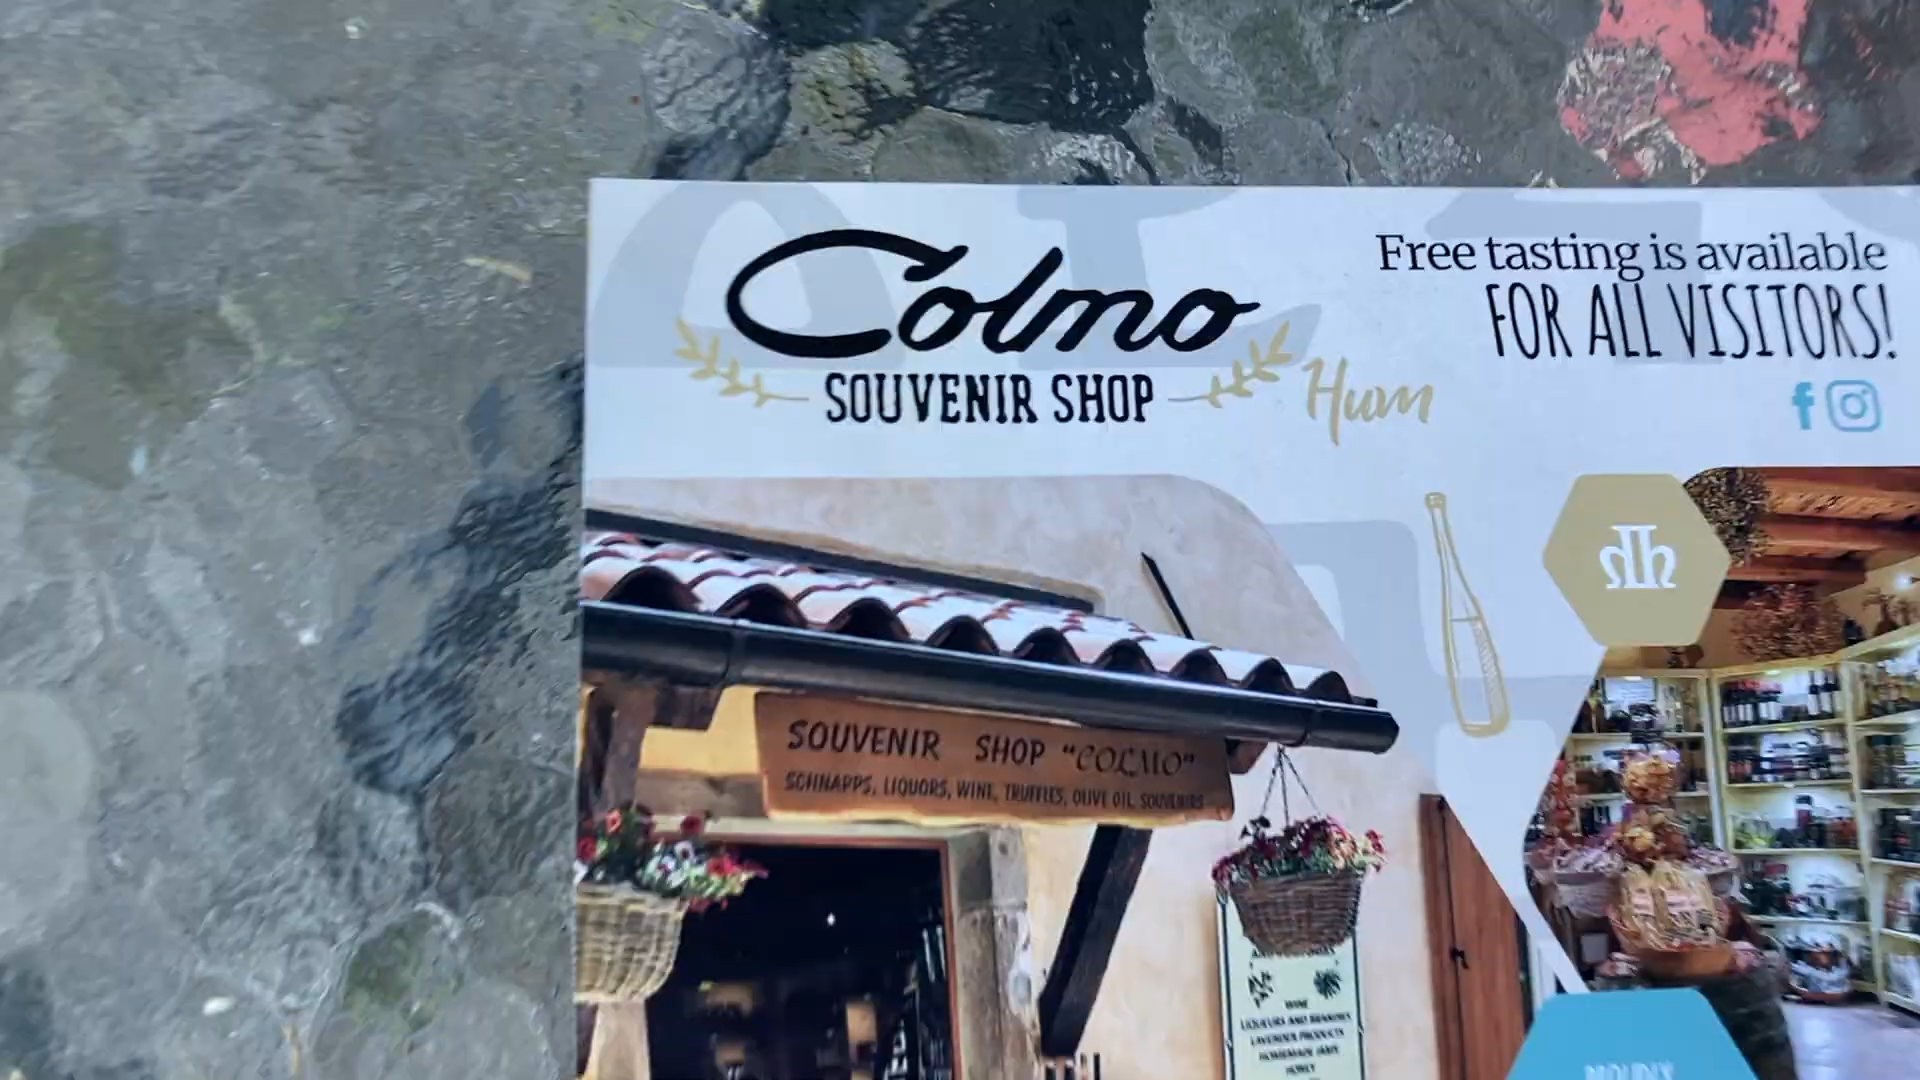 Colmo
SOUVENIR SHOP
Hum
Free tasting is available
FOR ALL VISITORS!
SOUVENIR SHOP "COLMO"
SCHNAPPS, LIQUORS, WINE, TRUFFLES, OLIVE OIL, SOUVENIRS
WINE
LIQUEURS AND BRANDIES
LAVENDER PRODUCTS
HOMEMADE JAMS
HONEY